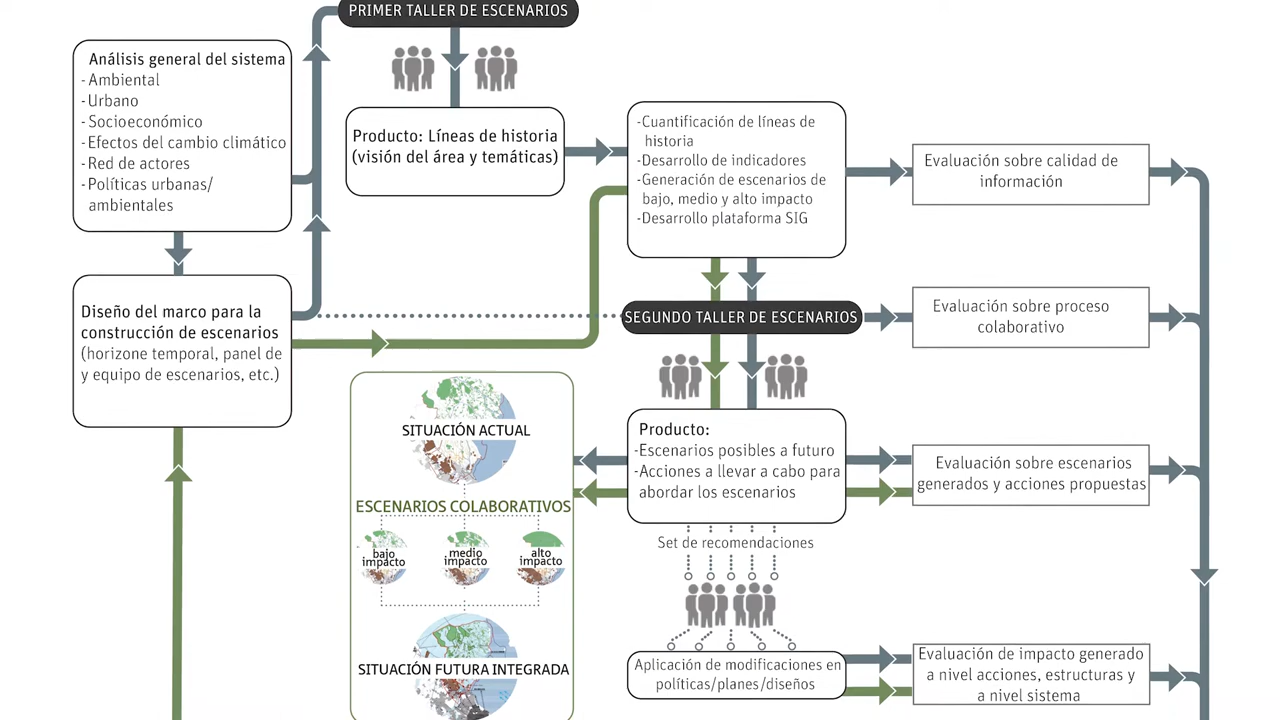 PRIMER TALLER DE ESCENARIOS
Análisis general del sistema
- Ambiental
- Urbano
- Socioeconómico
- Efectos del cambio climático
- Red de actores
- Políticas urbanas/
ambientales
Producto: Líneas de historia
(visión del área y temáticas)
-Cuantificación de líneas de
historia
-Desarrollo de indicadores
-Generación de escenarios de
bajo, medio y alto impacto
-Desarrollo plataforma SIG
Evaluación sobre calidad de
información
Diseño del marco para la
construcción de escenarios
(horizone temporal, panel de
y equipo de escenarios, etc.)
SEGUNDO TALLER DE ESCENARIOS
Evaluación sobre proceso
colaborativo
SITUACIÓN ACTUAL
ESCENARIOS COLABORATIVOS
bajo
impacto
medio
impacto
alto
impacto
SITUACIÓN FUTURA INTEGRADA
Producto:
-Escenarios posibles a futuro
-Acciones a llevar a cabo para
abordar los escenarios
Evaluación sobre escenarios
generados y acciones propuestas
Set de recomendaciones
Aplicación de modificaciones en
políticas/planes/diseños
Evaluación de impacto generado
a nivel acciones, estructuras y
a nivel sistema